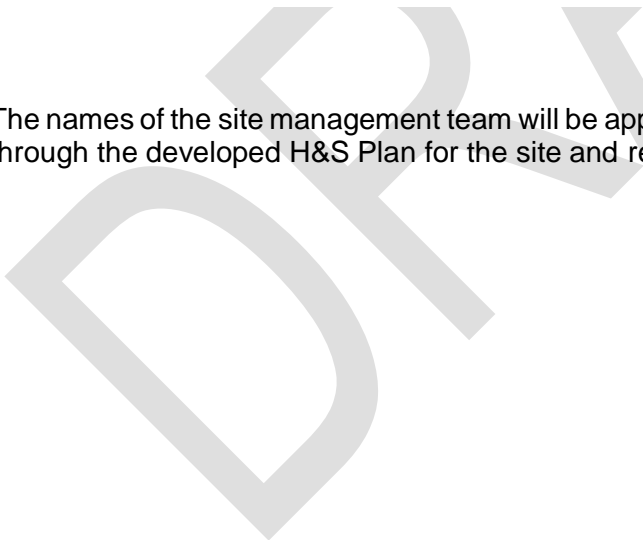 The names of the site management team will be app
through the developed H&S Plan for the site and re
DRA